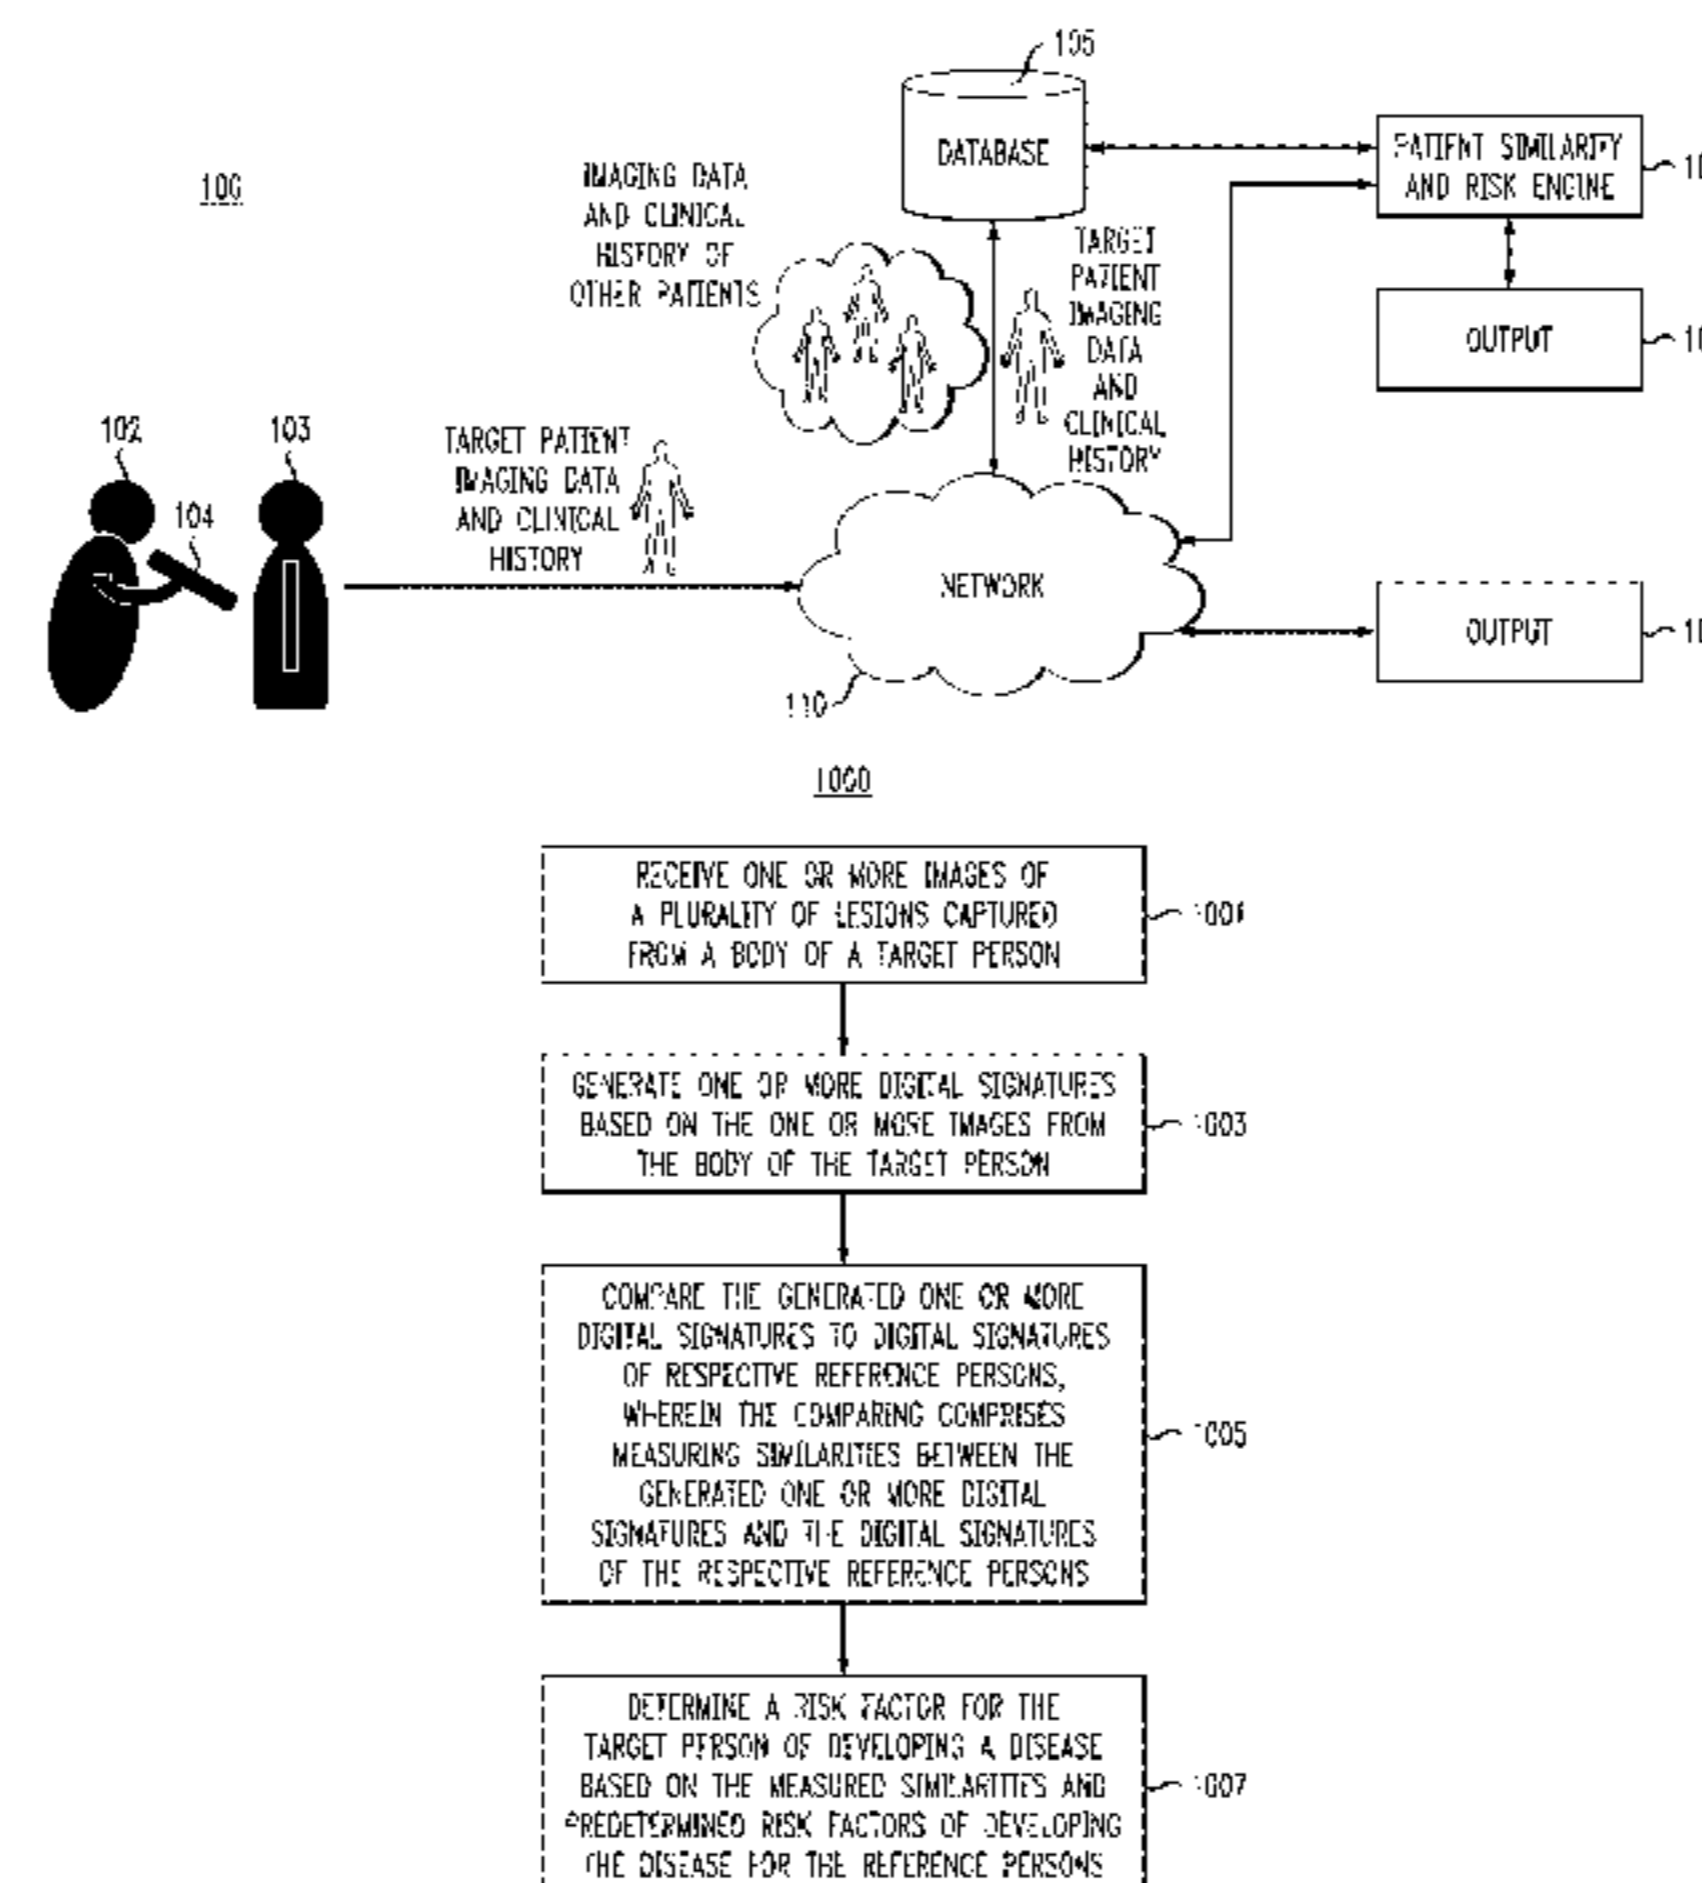 105
DATABASE
PATIENT SIMILARITY
AND RISK ENGINE
100
IMAGING DATA
AND CLINICAL
HISTORY OF
OTHER PATIENTS
TARGET
PATIENT
IMAGING
DATA
AND
CLINICAL
HISTORY
OUTPUT
102
103
104
TARGET PATIENT
IMAGING DATA
AND CLINICAL
HISTORY
NETWORK
OUTPUT
110
1000
RECEIVE ONE OR MORE IMAGES OF
A PLURALITY OF LESIONS CAPTURED
FROM A BODY OF A TARGET PERSON
1001
GENERATE ONE OR MORE DIGITAL SIGNATURES
BASED ON THE ONE OR MORE IMAGES FROM
THE BODY OF THE TARGET PERSON
1003
COMPARE THE GENERATED ONE OR MORE
DIGITAL SIGNATURES TO DIGITAL SIGNATURES
OF RESPECTIVE REFERENCE PERSONS,
WHEREIN THE COMPARING COMPRISES
MEASURING SIMILARITIES BETWEEN THE
GENERATED ONE OR MORE DIGITAL
SIGNATURES AND THE DIGITAL SIGNATURES
OF THE RESPECTIVE REFERENCE PERSONS
1005
DETERMINE A RISK FACTOR FOR THE
TARGET PERSON OF DEVELOPING A DISEASE
BASED ON THE MEASURED SIMILARITIES AND
PREDETERMINED RISK FACTORS OF DEVELOPING
THE DISEASE FOR THE REFERENCE PERSONS
1007